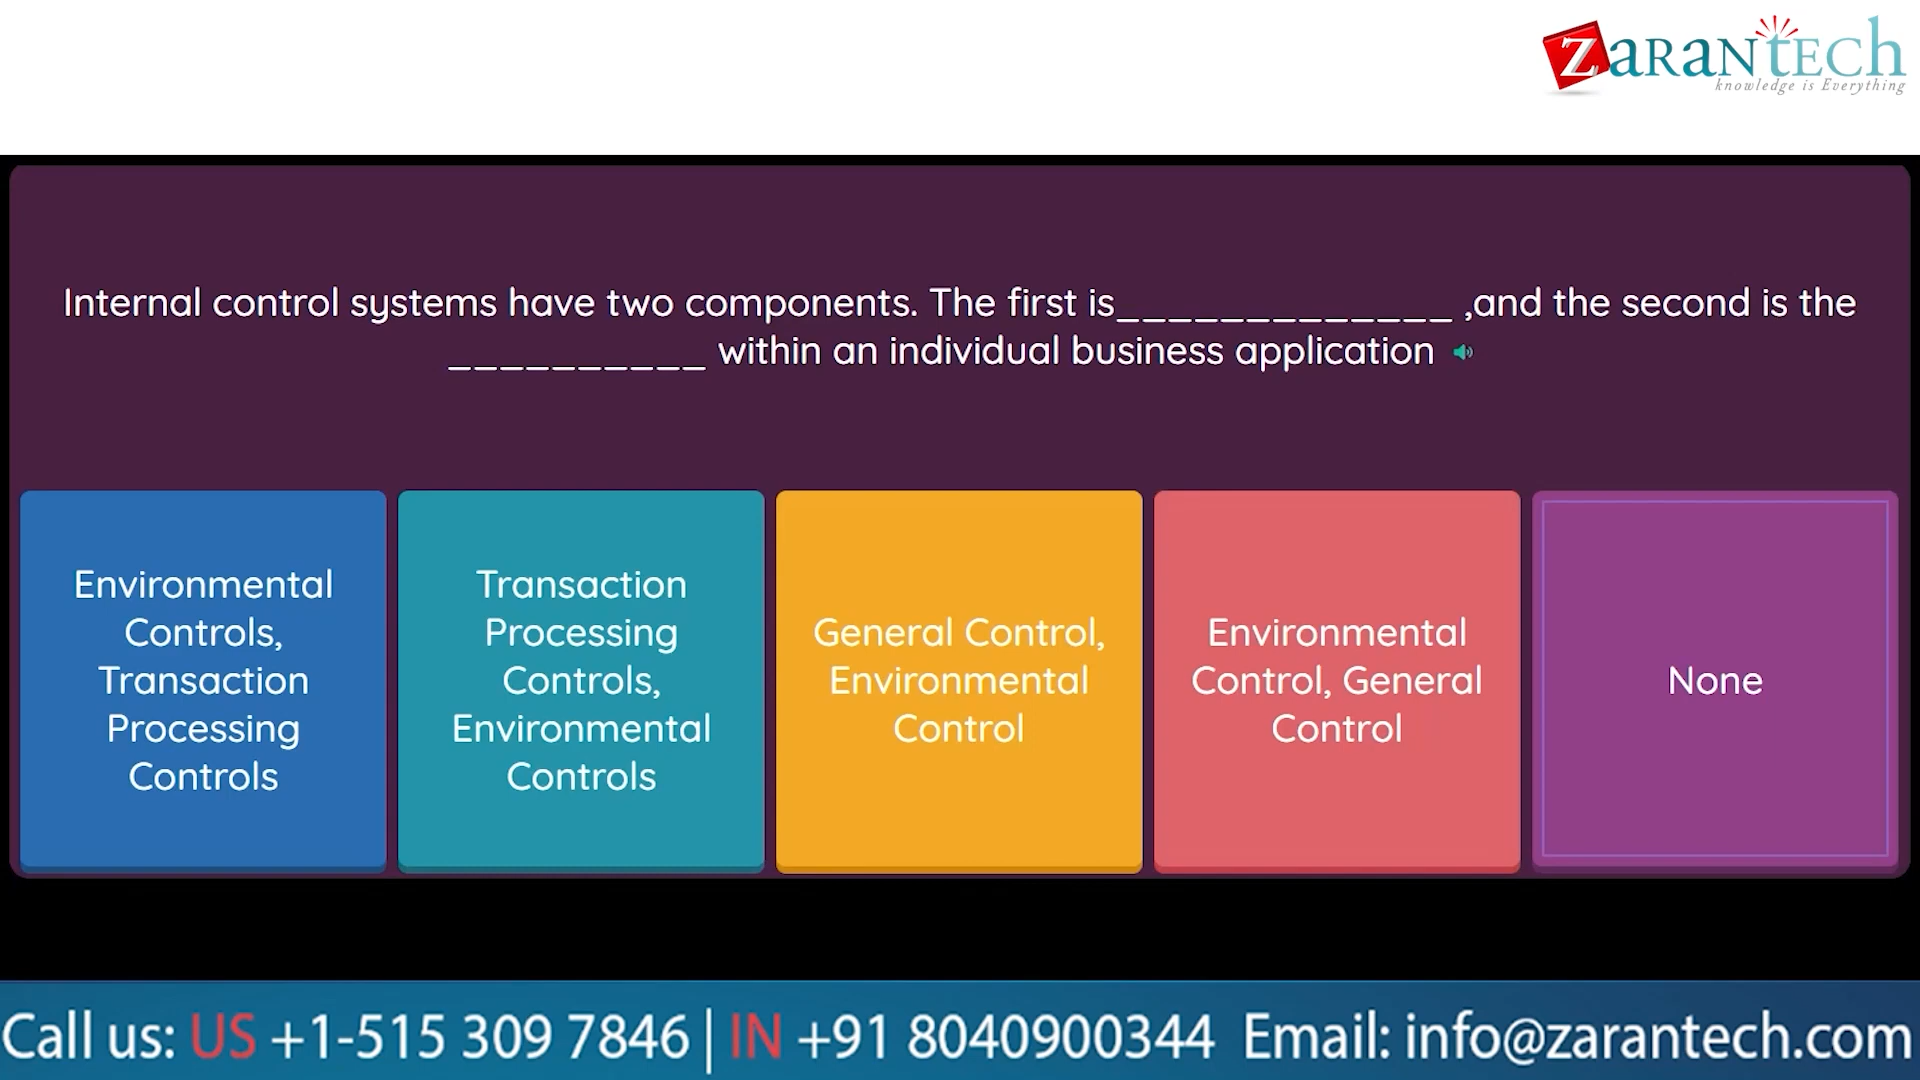 ZaranTech
knowledge is Everything
Internal control systems have two components. The first is_____________ ,and the second is the
__________ within an individual business application
Environmental
Controls,
Transaction
Processing
Controls
Transaction
Processing
Controls,
Environmental
Controls
General Control,
Environmental
Control
Environmental
Control, General
Control
None
Call us: US +1-515 309 7846 | IN +91 8040900344 Email: info@zarantech.com